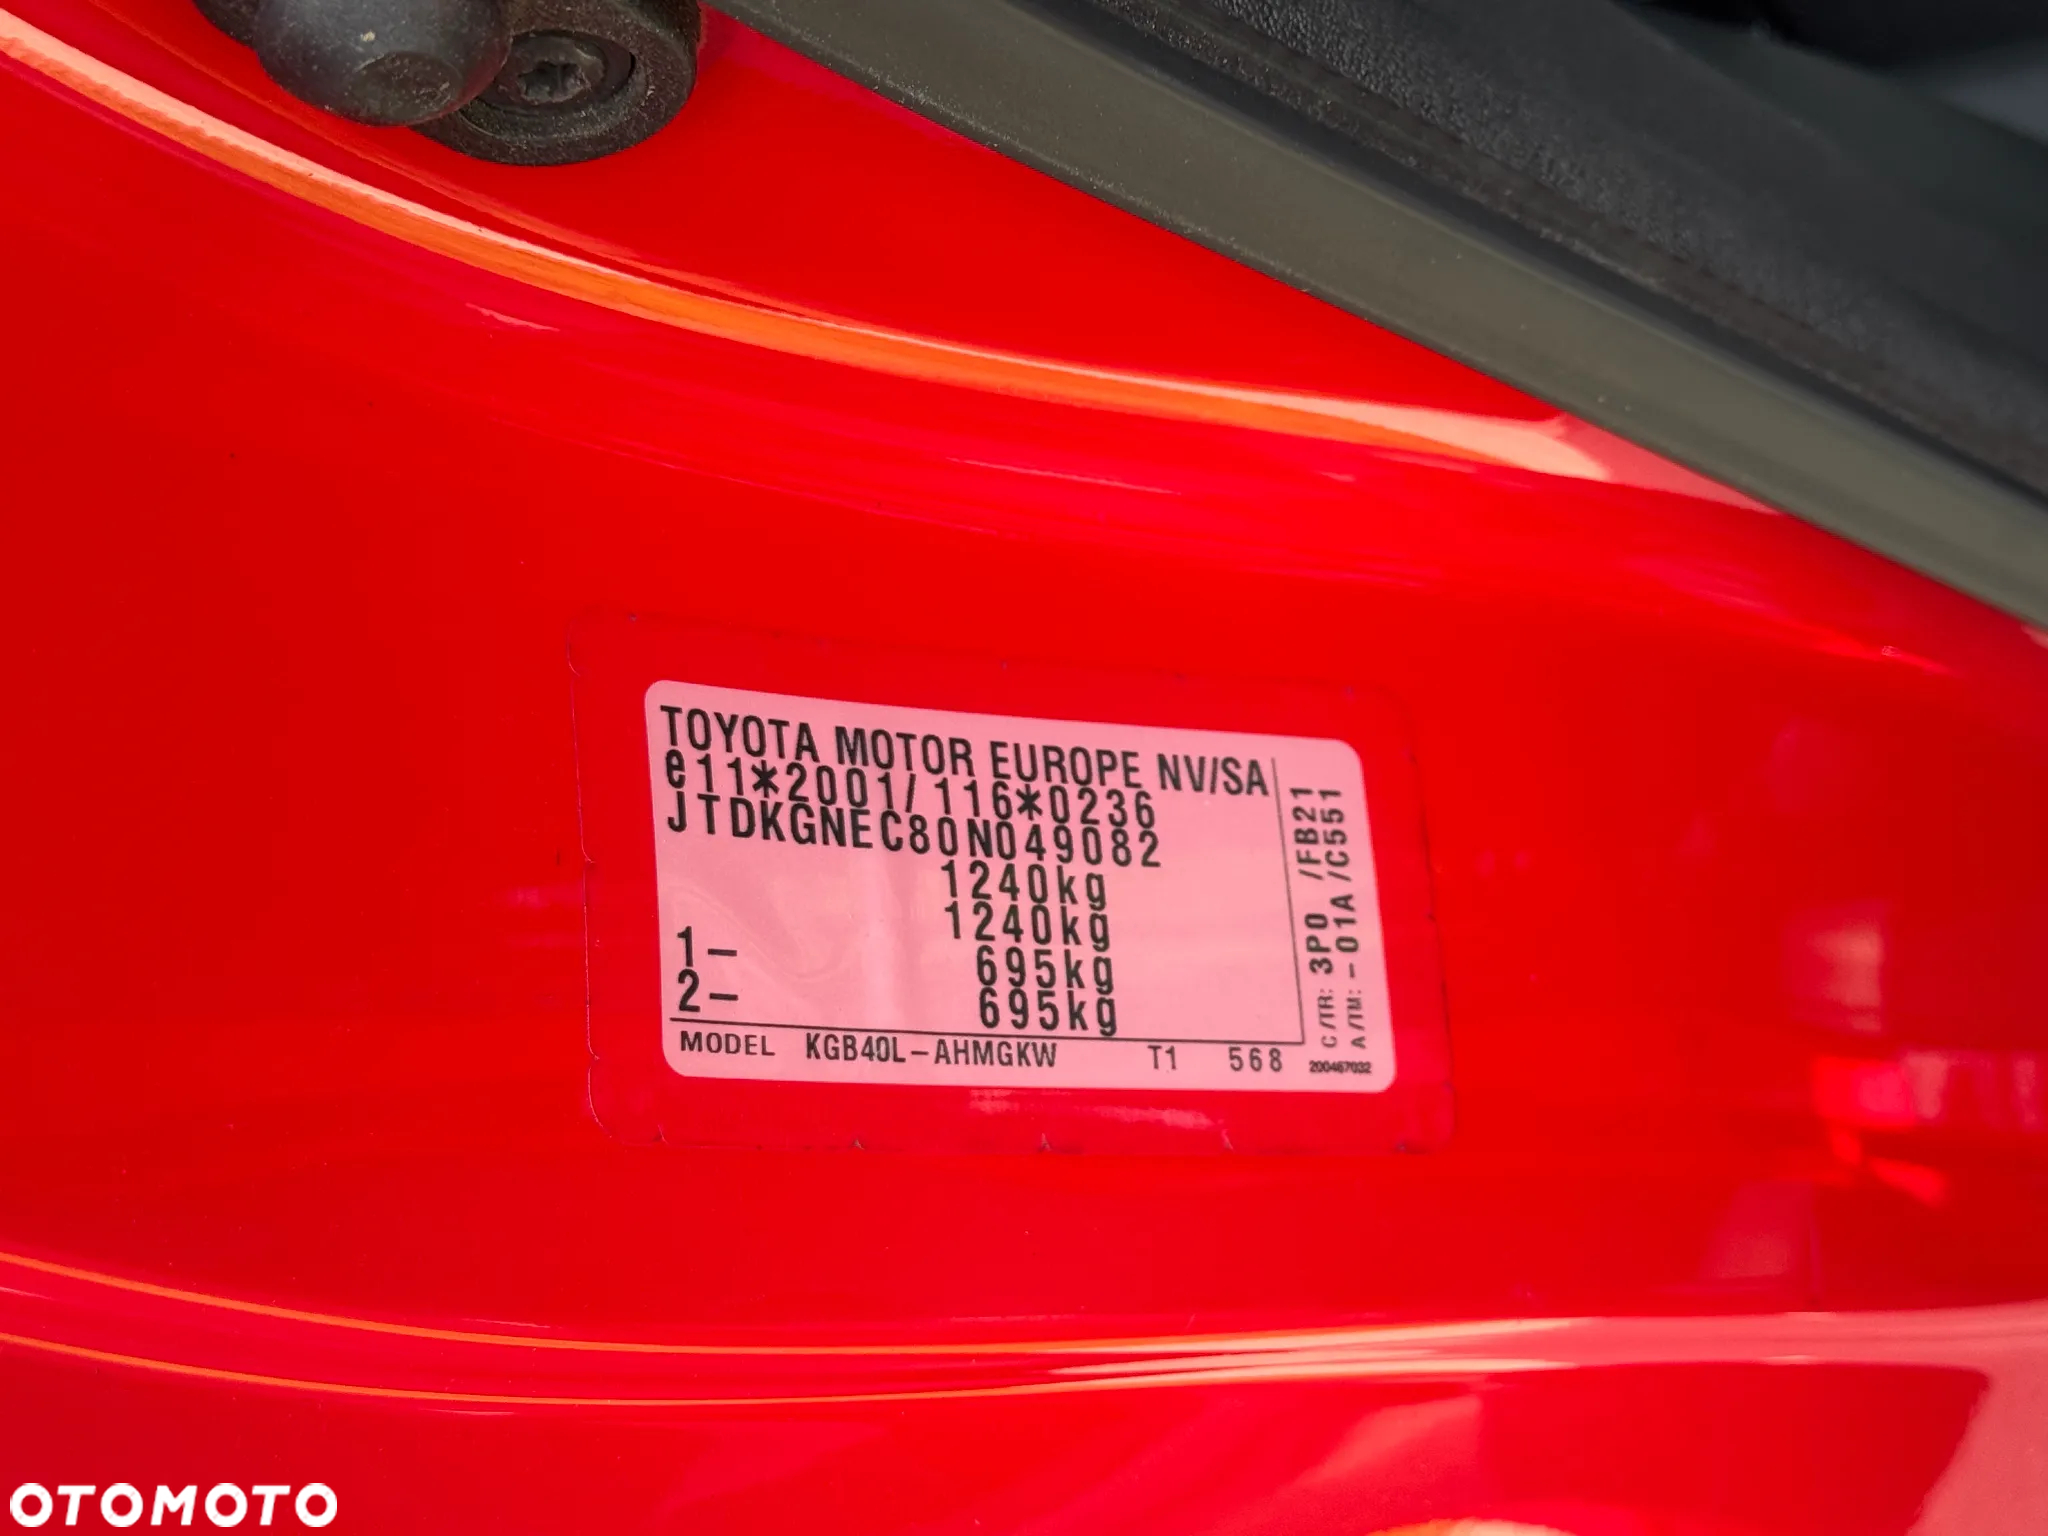 TOYOTA MOTOR EUROPE NV/SA
e11*2001/116*0236
JTDKGNEC80N049082
1240kg
1240kg
1- 695kg
2- 695kg
MODEL KGB40L-AHMGKW T1 568
C/TR: 3P0 /FB21
A/TM: -01A /C551
200467032
OTOMOTO